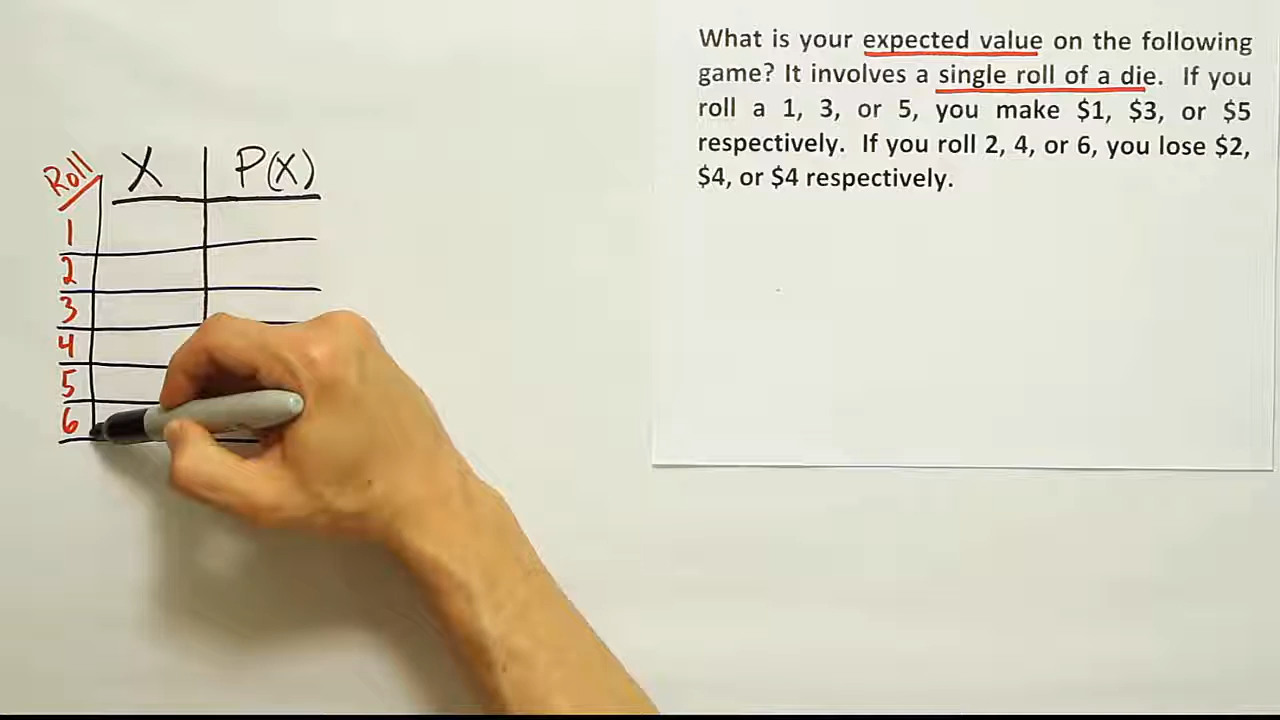 What is your expected value on the following
game? It involves a single roll of a die. If you
roll a 1, 3, or 5, you make $1, $3, or $5
respectively. If you roll 2, 4, or 6, you lose $2,
$4, or $4 respectively.
Roll X P(X)
1
2
3
4
5
6